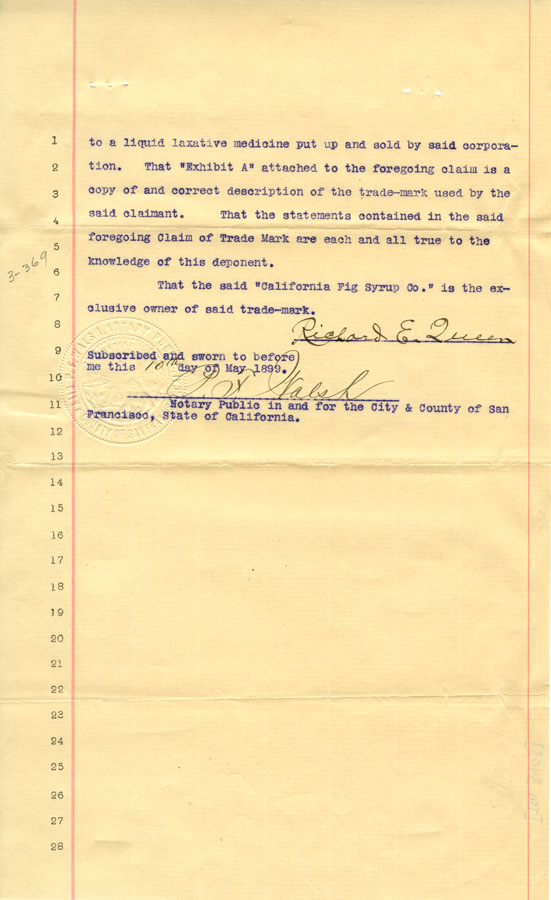 1 to a liquid laxative medicine put up and sold by said corpora-
2 tion. That "Exhibit A" attached to the foregoing claim is a
3 copy of and correct description of the trade-mark used by the
4 said claimant. That the statements contained in the said
5 foregoing Claim of Trade Mark are each and all true to the
3-369
6 knowledge of this deponent.
7 That the said "California Fig Syrup Co." is the ex-
clusive owner of said trade-mark.
8 Richard E. Queen
9 Subscribed and sworn to before
me this 10th day of May 1899.
10 Walsh
11 Notary Public in and for the City & County of San
Francisco, State of California.
12
13
14
15
16
17
18
19
20
21
22
23
24
25
26
27
28